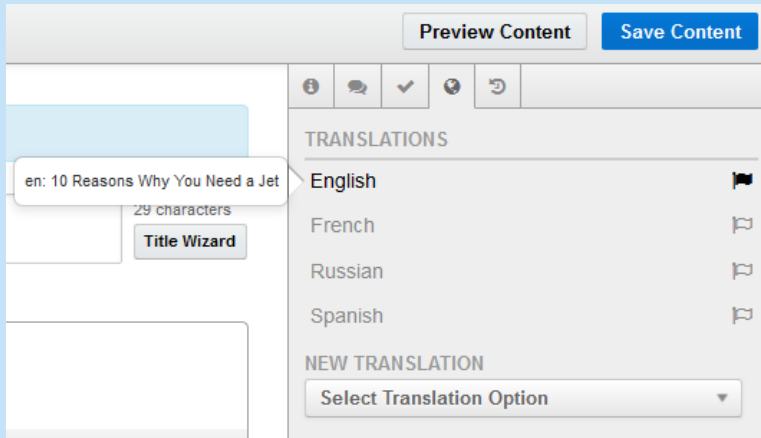 Preview Content
Save Content
TRANSLATIONS
en: 10 Reasons Why You Need a Jet
English
29 characters
Title Wizard
French
Russian
Spanish
NEW TRANSLATION
Select Translation Option